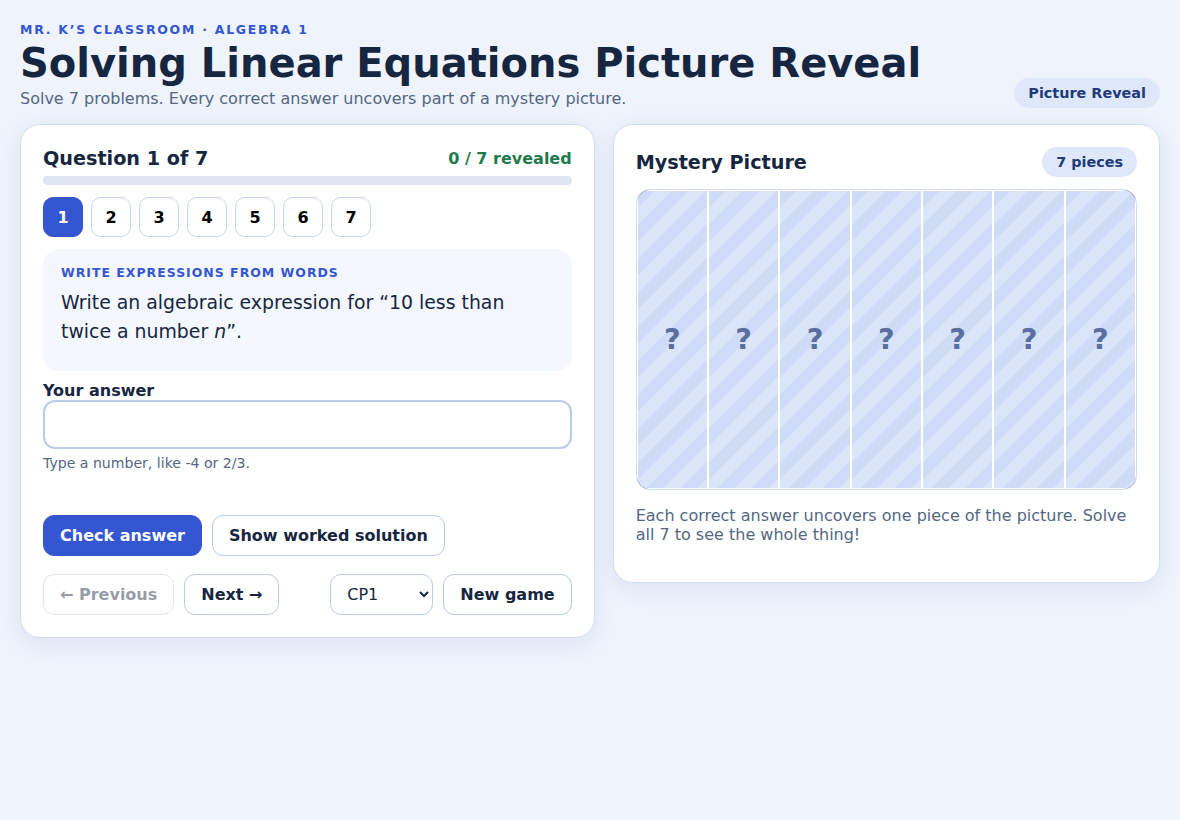 MR. K’S CLASSROOM · ALGEBRA 1
Solving Linear Equations Picture Reveal
Solve 7 problems. Every correct answer uncovers part of a mystery picture.
Picture Reveal
Question 1 of 7
0 / 7 revealed
1 2 3 4 5 6 7
WRITE EXPRESSIONS FROM WORDS
Write an algebraic expression for “10 less than
twice a number n”.
Your answer
Type a number, like -4 or 2/3.
Check answer
Show worked solution
← Previous
Next →
CP1
New game
Mystery Picture
7 pieces
? ? ? ? ? ? ?
Each correct answer uncovers one piece of the picture. Solve
all 7 to see the whole thing!